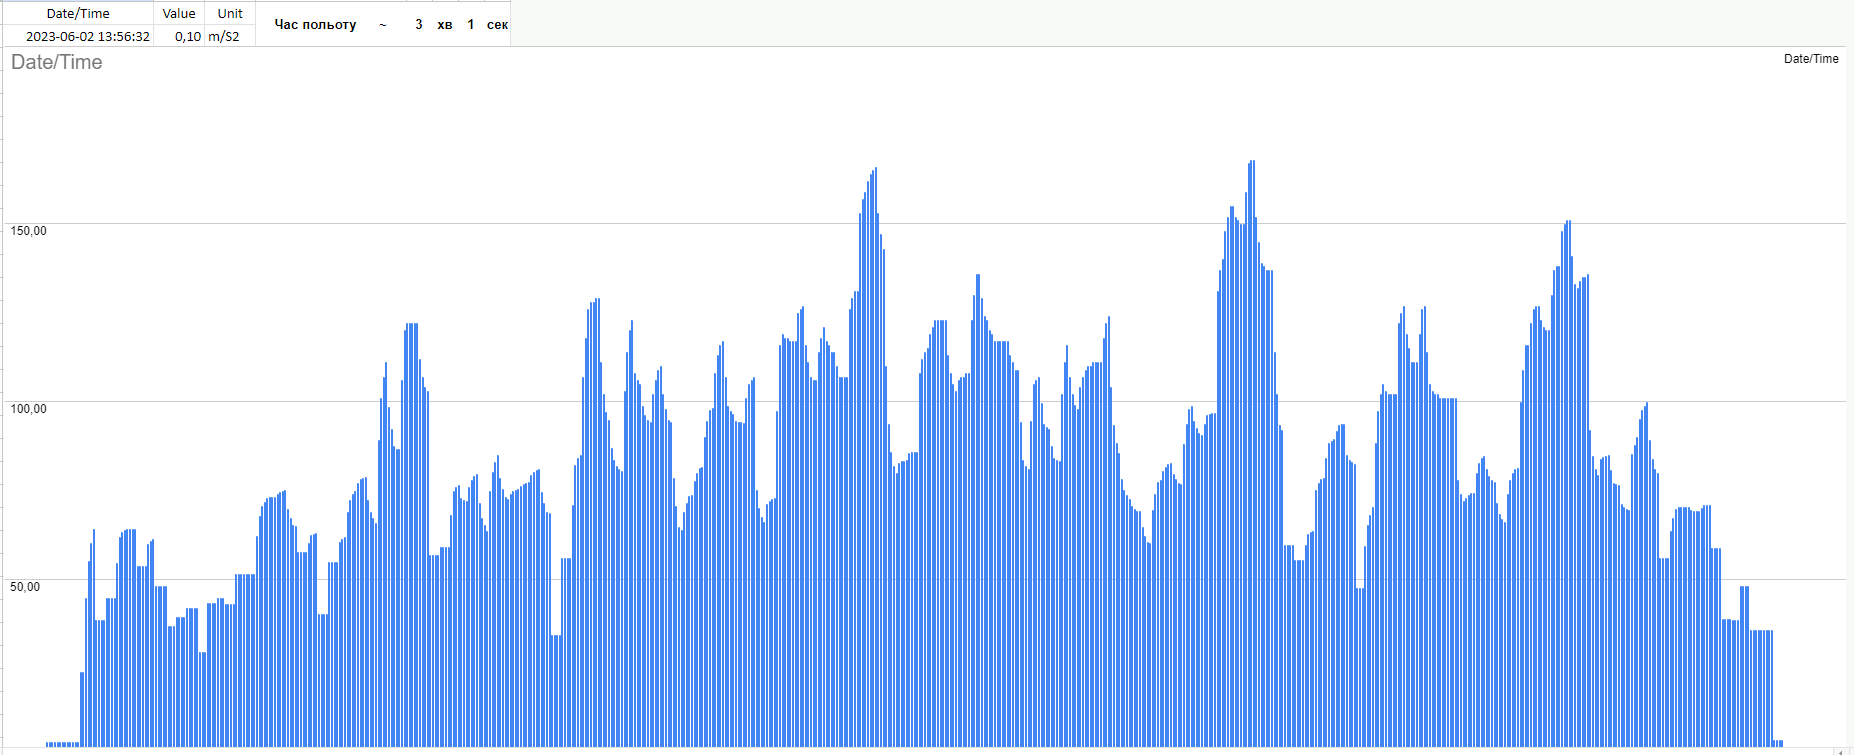 Date/Time Value Unit
Час польоту ~ 3 хв 1 сек
2023-06-02 13:56:32 0,10 m/S2
Date/Time
Date/Time
150,00
100,00
50,00